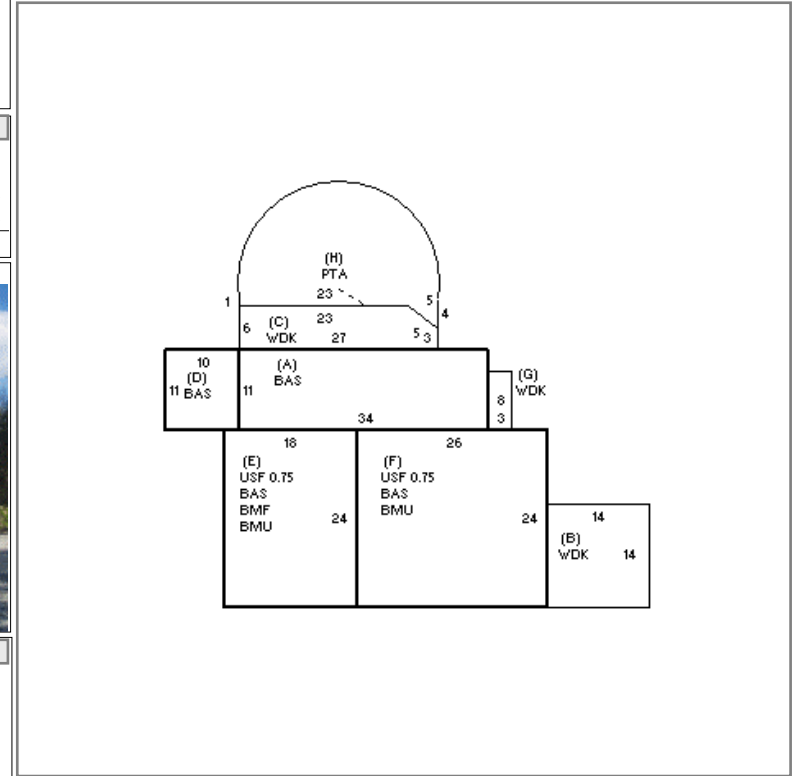 (H)
PTA
23
1
5
4
23
(C)
WDK
6
27
5
3
10
(D)
BAS
11
(A)
BAS
11
34
(G)
WDK
8
3
18
(E)
USF 0.75
BAS
BMF
BMU
24
26
(F)
USF 0.75
BAS
BMU
24
14
(B)
WDK
14